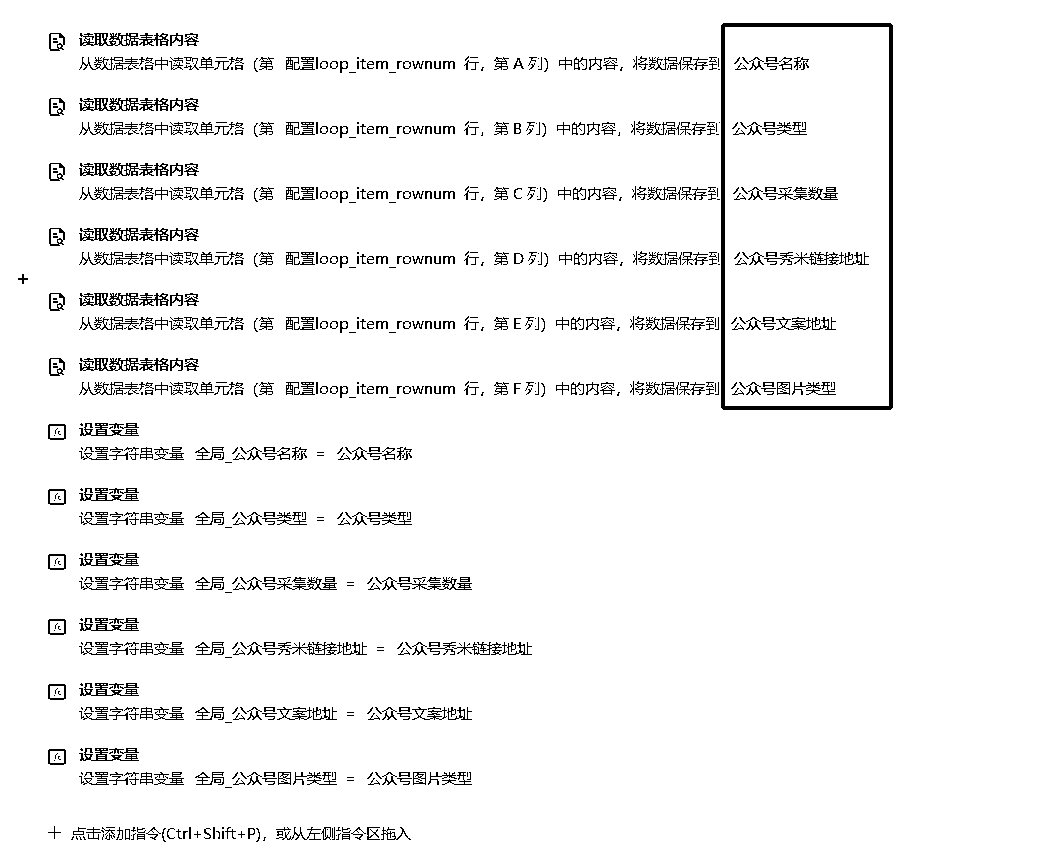 读取数据表格内容
从数据表格中读取单元格 (第 配置loop_item_rownum 行, 第 A 列) 中的内容, 将数据保存到 公众号名称
读取数据表格内容
从数据表格中读取单元格 (第 配置loop_item_rownum 行, 第 B 列) 中的内容, 将数据保存到 公众号类型
读取数据表格内容
从数据表格中读取单元格 (第 配置loop_item_rownum 行, 第 C 列) 中的内容, 将数据保存到 公众号采集数量
读取数据表格内容
从数据表格中读取单元格 (第 配置loop_item_rownum 行, 第 D 列) 中的内容, 将数据保存到 公众号秀米链接地址
读取数据表格内容
从数据表格中读取单元格 (第 配置loop_item_rownum 行, 第 E 列) 中的内容, 将数据保存到 公众号文案地址
读取数据表格内容
从数据表格中读取单元格 (第 配置loop_item_rownum 行, 第 F 列) 中的内容, 将数据保存到 公众号图片类型
设置变量
设置字符串变量 全局_公众号名称 = 公众号名称
设置变量
设置字符串变量 全局_公众号类型 = 公众号类型
设置变量
设置字符串变量 全局_公众号采集数量 = 公众号采集数量
设置变量
设置字符串变量 全局_公众号秀米链接地址 = 公众号秀米链接地址
设置变量
设置字符串变量 全局_公众号文案地址 = 公众号文案地址
设置变量
设置字符串变量 全局_公众号图片类型 = 公众号图片类型
+ 点击添加指令(Ctrl+Shift+P), 或从左侧指令区拖入